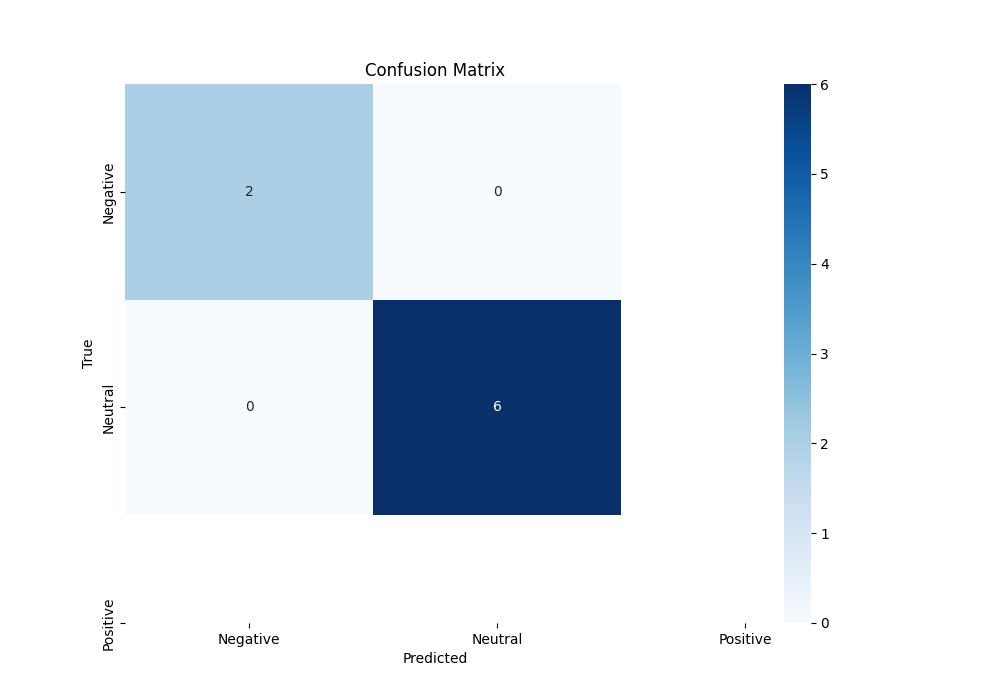 Confusion Matrix
6
5
4
3
2
1
0
True
Negative
2
0
Neutral
0
6
Positive
Negative
Neutral
Positive
Predicted